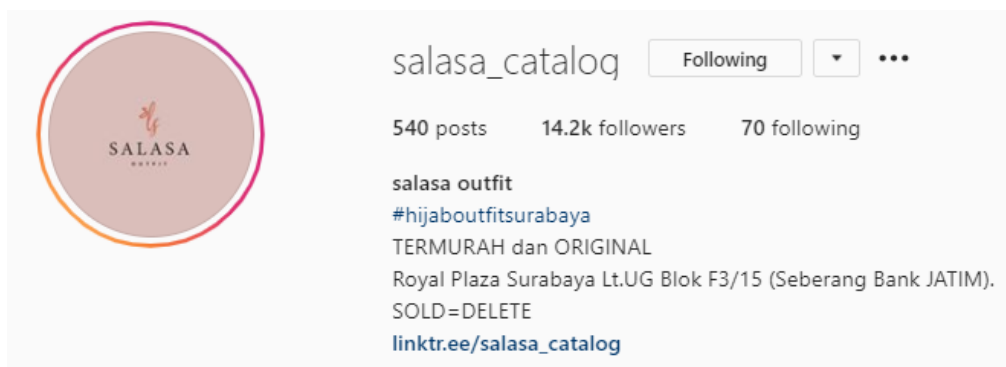 SALASA
OUTFIT
salasa_catalog
Following
540 posts 14.2k followers 70 following
salasa outfit
#hijaboutfitsurabaya
TERMURAH dan ORIGINAL
Royal Plaza Surabaya Lt.UG Blok F3/15 (Seberang Bank JATIM).
SOLD=DELETE
linktr.ee/salasa_catalog